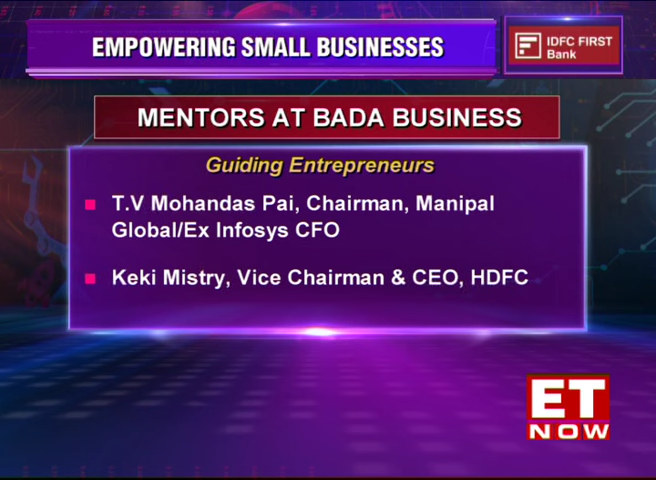 EMPOWERING SMALL BUSINESSES
IDFC FIRST
Bank
MENTORS AT BADA BUSINESS
Guiding Entrepreneurs
T.V Mohandas Pai, Chairman, Manipal
Global/Ex Infosys CFO
Keki Mistry, Vice Chairman & CEO, HDFC
ET
NOW